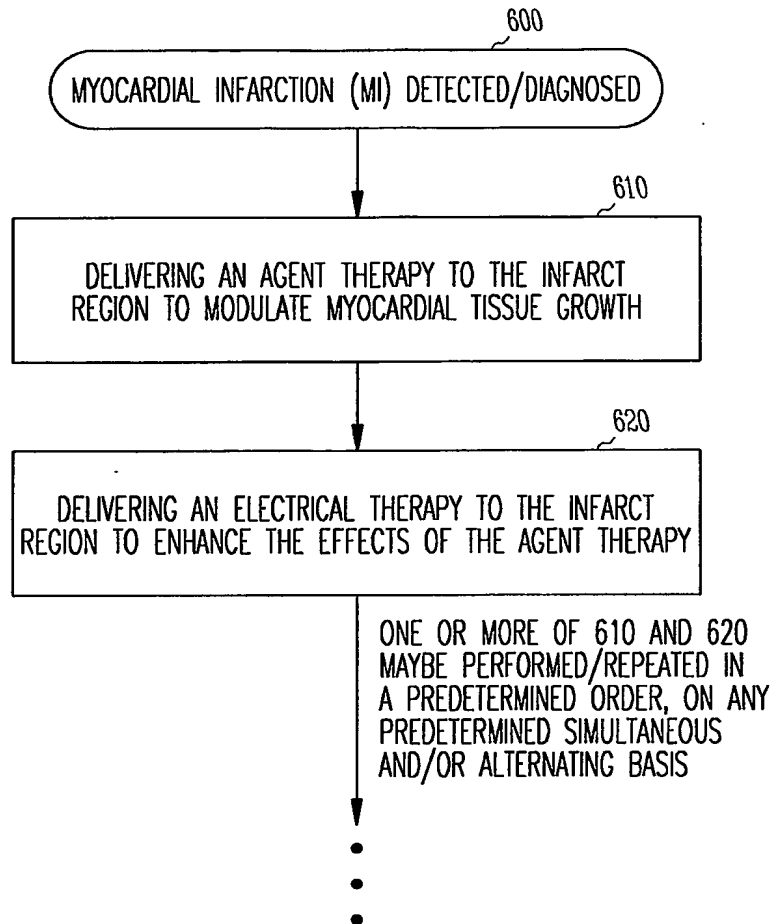 600
MYOCARDIAL INFARCTION (MI) DETECTED/DIAGNOSED
610
DELIVERING AN AGENT THERAPY TO THE INFARCT
REGION TO MODULATE MYOCARDIAL TISSUE GROWTH
620
DELIVERING AN ELECTRICAL THERAPY TO THE INFARCT
REGION TO ENHANCE THE EFFECTS OF THE AGENT THERAPY
ONE OR MORE OF 610 AND 620
MAYBE PERFORMED/REPEATED IN
A PREDETERMINED ORDER, ON ANY
PREDETERMINED SIMULTANEOUS
AND/OR ALTERNATING BASIS